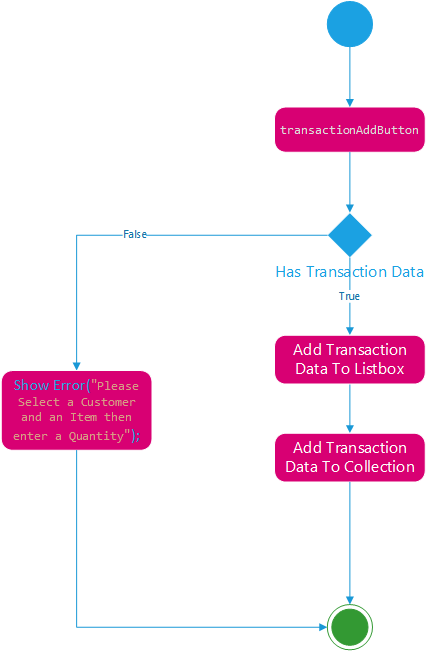 transactionAddButton
False
Has Transaction Data
True
Add Transaction
Data To Listbox
Show Error("Please
Select a Customer
and an Item then
enter a Quantity");
Add Transaction
Data To Collection